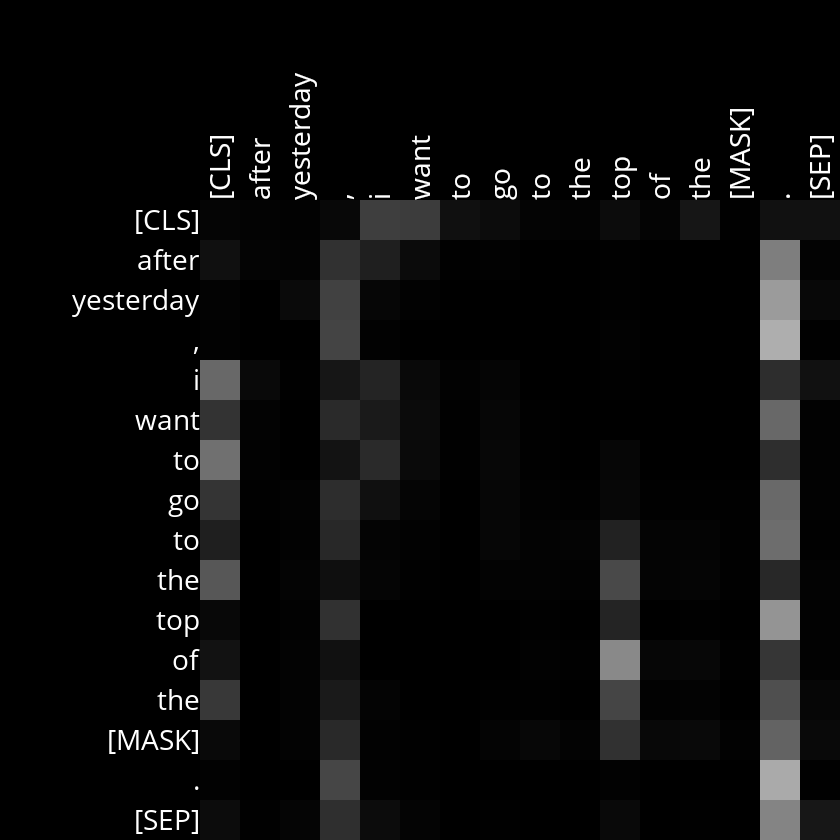 [CLS] after yesterday , i want to go to the top of the [MASK] . [SEP]
[CLS]
after
yesterday
,
i
want
to
go
to
the
top
of
the
[MASK]
.
[SEP]